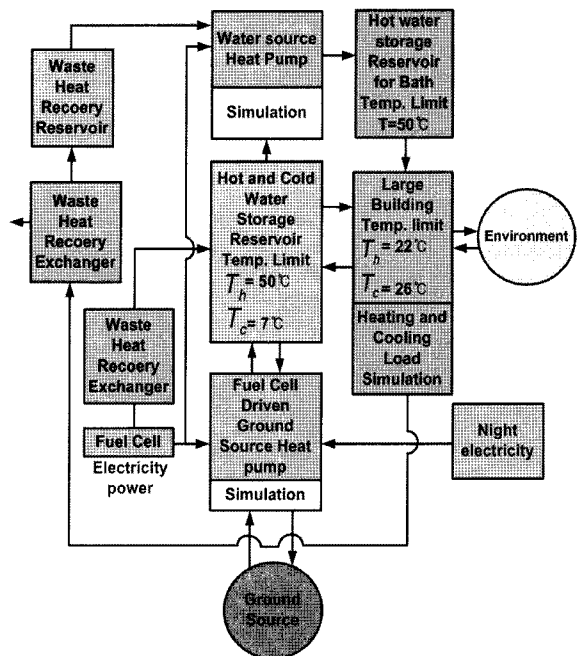 Water source
Heat Pump
Simulation
Hot water
storage
Reservoir
for Bath
Temp. Limit
T=50℃
Waste
Heat
Recoery
Reservoir
Waste
Heat
Recoery
Exchanger
Hot and Cold
Water
Storage
Reservoir
Temp. Limit
Th= 50℃
Tc= 7℃
Large
Building
Temp. limit
Th= 22℃
Tc= 26℃
Heating and
Cooling
Load
Simulation
Environment
Waste
Heat
Recoery
Exchanger
Fuel Cell
Electricity
power
Fuel Cell
Driven
Ground
Source Heat
pump
Simulation
Night
electricity
Ground
Source